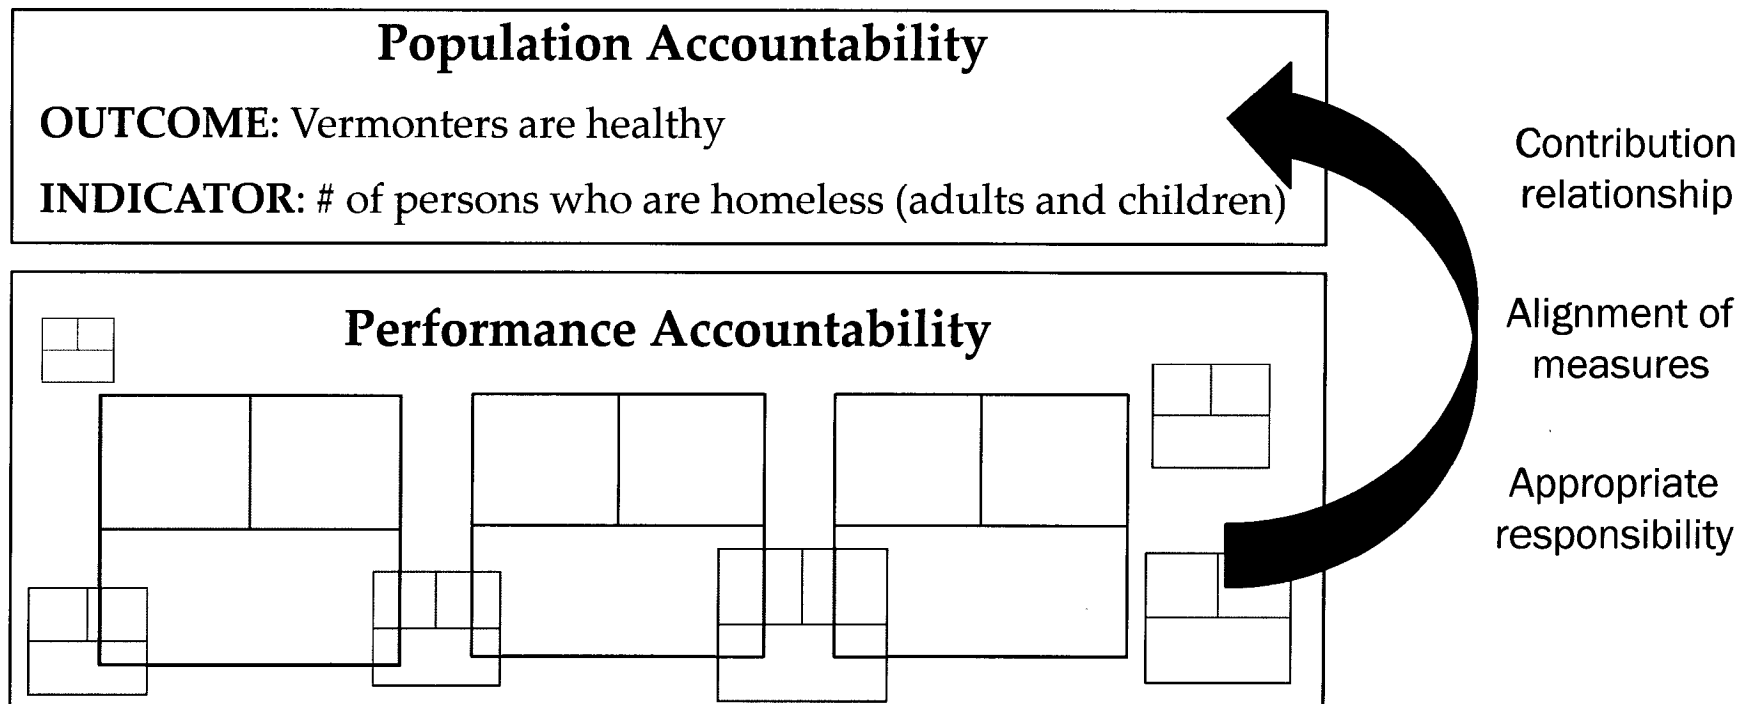 Population Accountability
OUTCOME: Vermonters are healthy
INDICATOR: # of persons who are homeless (adults and children)
Performance Accountability
Contribution
relationship
Alignment of
measures
Appropriate
responsibility